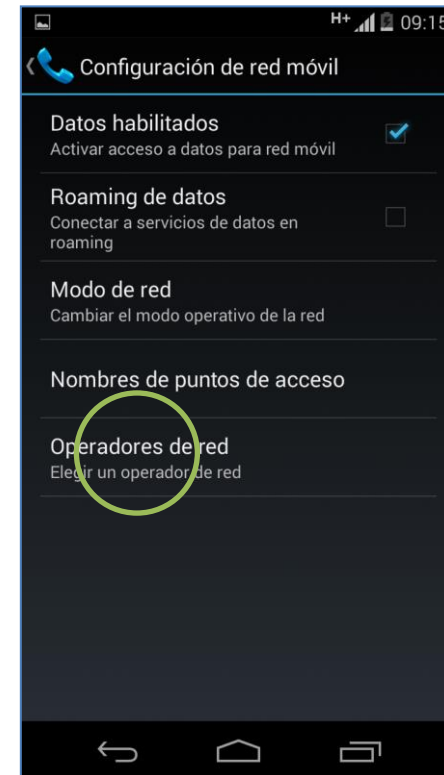 H+ 09:15
Configuración de red móvil
Datos habilitados
Activar acceso a datos para red móvil
Roaming de datos
Conectar a servicios de datos en
roaming
Modo de red
Cambiar el modo operativo de la red
Nombres de puntos de acceso
Operadores de red
Elegir un operador de red